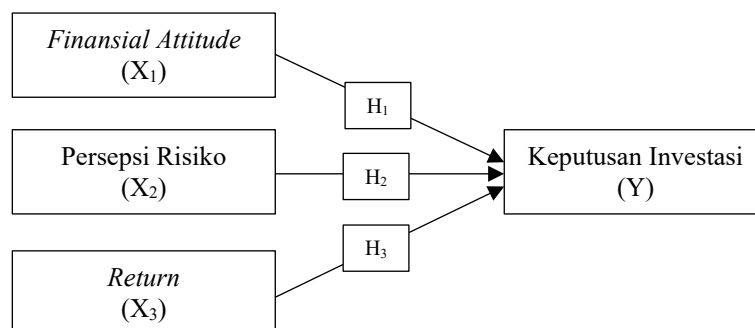 Finansial Attitude
(X₁)
H₁
Persepsi Risiko
(X₂)
H₂
Keputusan Investasi
(Y)
H₃
Return
(X₃)